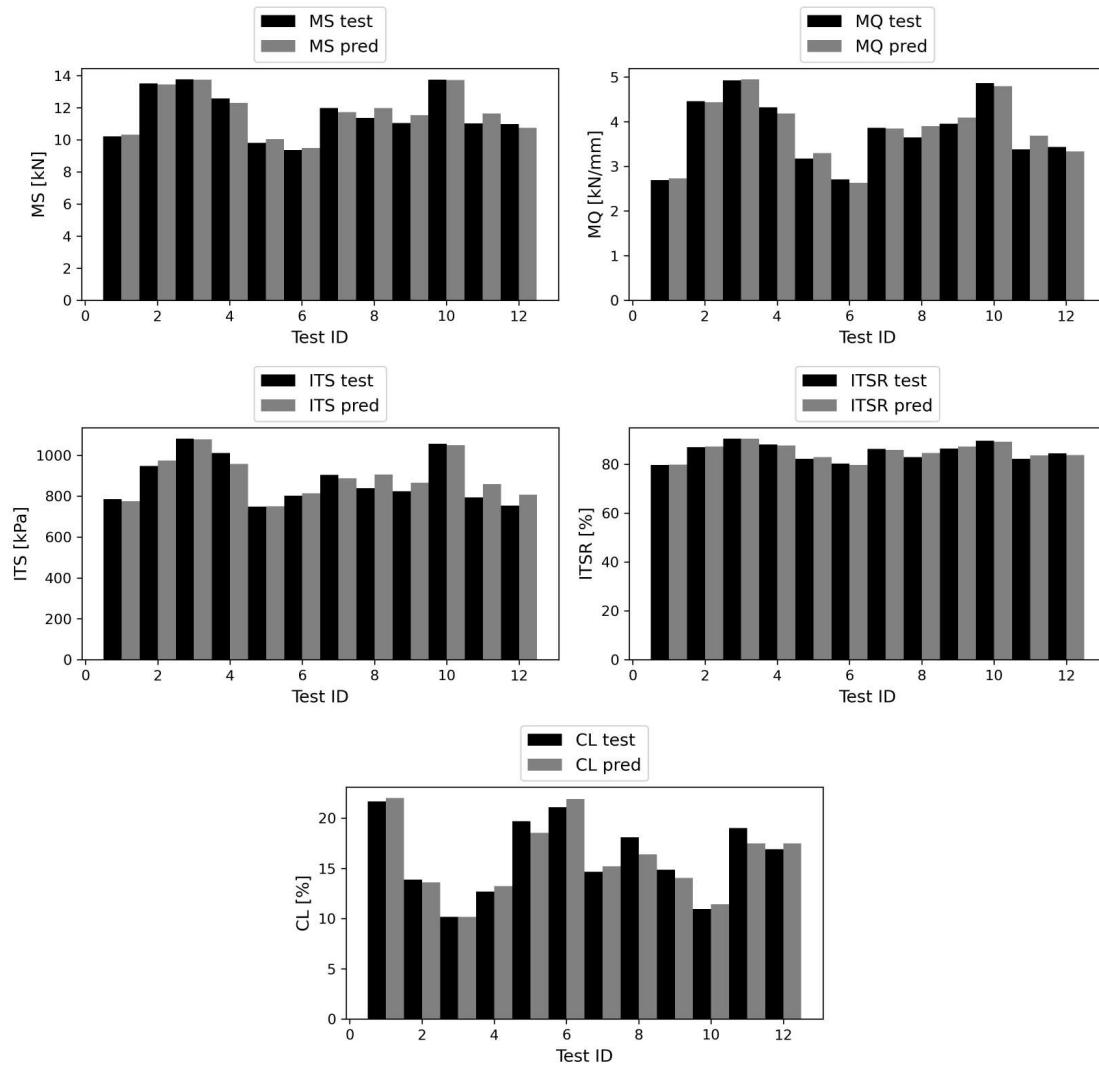 MS test
MS pred
14
12
10
8
6
4
2
0
MS [kN]
0 2 4 6 8 10 12
Test ID
MQ test
MQ pred
5
4
3
2
1
0
MQ [kN/mm]
0 2 4 6 8 10 12
Test ID
ITS test
ITS pred
1000
800
600
400
200
0
ITS [kPa]
0 2 4 6 8 10 12
Test ID
ITSR test
ITSR pred
80
60
40
20
0
ITSR [%]
0 2 4 6 8 10 12
Test ID
CL test
CL pred
20
15
10
5
0
CL [%]
0 2 4 6 8 10 12
Test ID